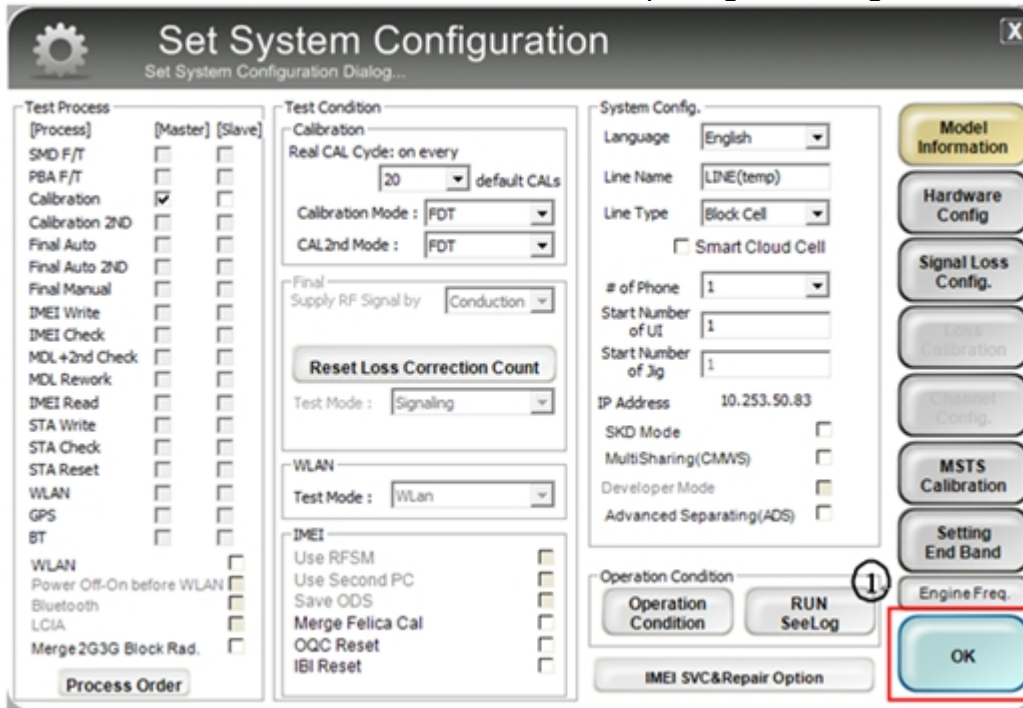 Set System Configuration
X
Set System Configuration Dialog...
Test Process
[Process] [Master] [Slave]
SMD F/T
PBA F/T
Calibration
Calibration 2ND
Final Auto
Final Auto 2ND
Final Manual
IMEI Write
IMEI Check
MDL+2nd Check
MDL Rework
IMEI Read
STA Write
STA Check
STA Reset
WLAN
GPS
BT
WLAN
Power Off-On before WLAN
Bluetooth
LCIA
Merge 2G3G Block Rad.
Process Order
Test Condition
Calibration
Real CAL Cycle: on every
20 default CALs
Calibration Mode : FDT
CAL2nd Mode : FDT
Final
Supply RF Signal by Conduction
Reset Loss Correction Count
Test Mode : Signaling
WLAN
Test Mode : WLan
IMEI
Use RFSM
Use Second PC
Save ODS
Merge Felica Cal
OQC Reset
IBI Reset
System Config.
Language English
Line Name LINE(temp)
Line Type Block Cell
Smart Cloud Cell
# of Phone 1
Start Number
of UI 1
Start Number
of Jig 1
IP Address 10.253.50.83
SKD Mode
MultiSharing(CMWS)
Developer Mode
Advanced Separating(ADS)
Operation Condition
Operation
Condition
RUN
SeeLog
IMEI SVC&Repair Option
Model
Information
Hardware
Config
Signal Loss
Config.
Loss
Calibration
Channel
Config.
MSTS
Calibration
Setting
End Band
Engine Freq.
1
OK